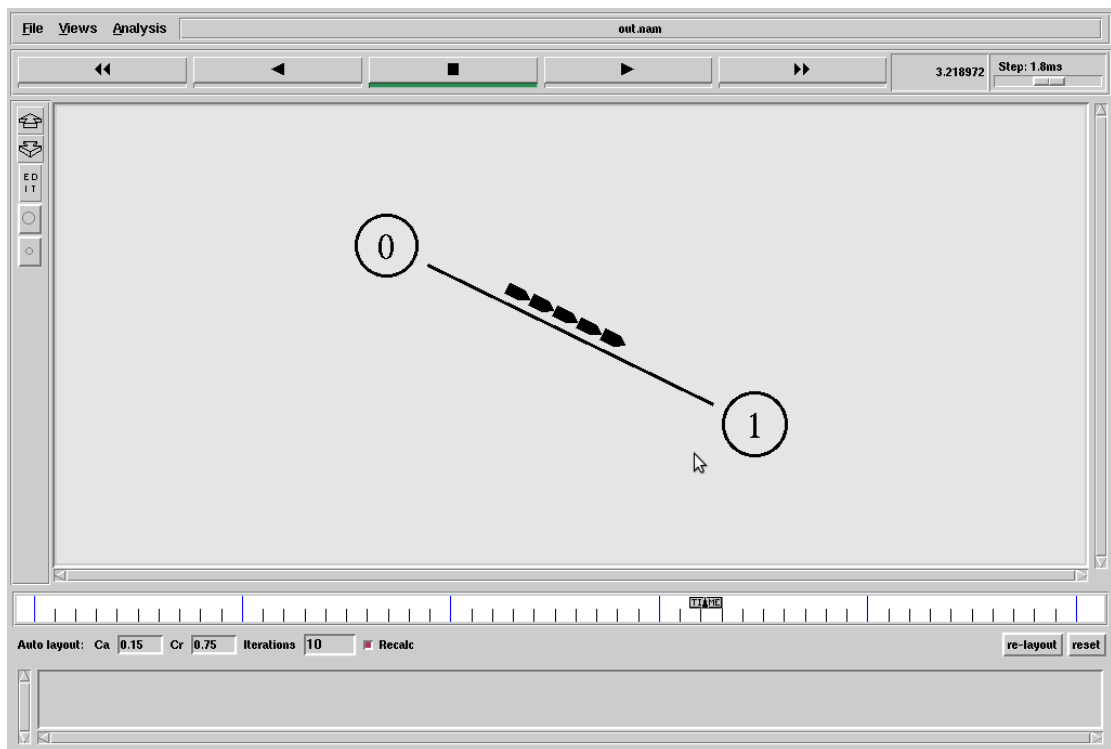 File Views Analysis out.nam
3.218972 Step: 1.8ms
E D
I T
0
1
TIME
Auto layout: Ca 0.15 Cr 0.75 Iterations 10 Recalc re-layout reset